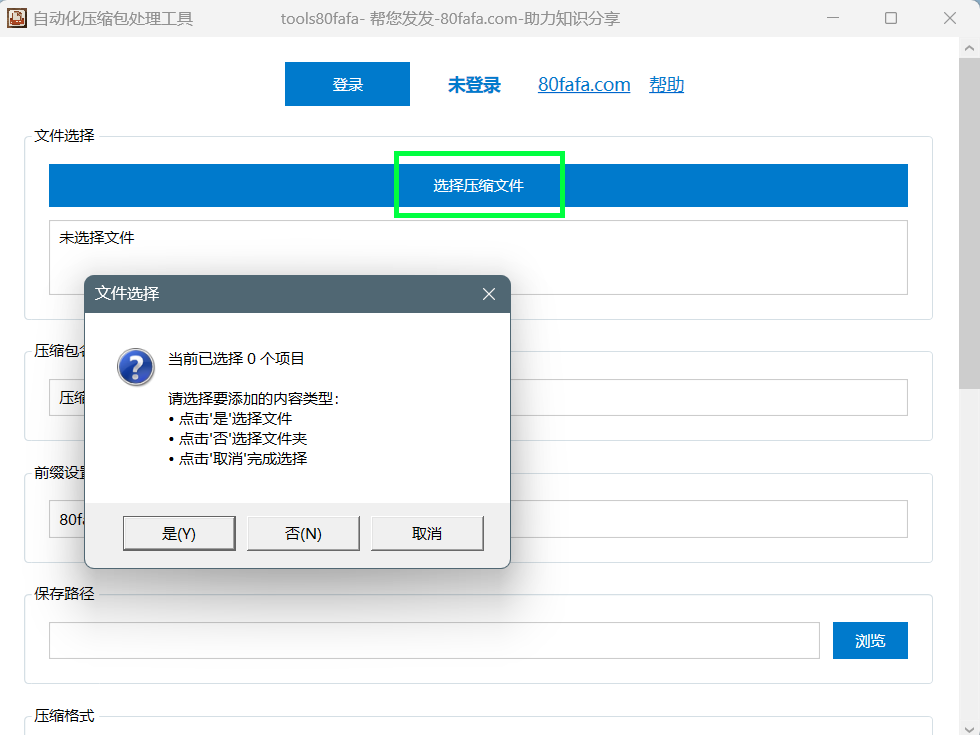 自动化压缩包处理工具
tools80fafa- 帮您发发-80fafa.com-助力知识分享
登录
未登录
80fafa.com
帮助
文件选择
选择压缩文件
未选择文件
文件选择
当前已选择 0 个项目
请选择要添加的内容类型:
• 点击'是'选择文件
• 点击'否'选择文件夹
• 点击'取消'完成选择
是(Y)
否(N)
取消
压缩包
压缩
前缀设置
80fa
保存路径
浏览
压缩格式